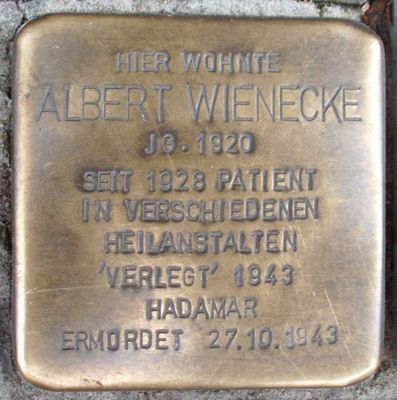 HIER WOHNTE
ALBERT WIENECKE
JG. 1920
SEIT 1928 PATIENT
IN VERSCHIEDENEN
HEILANSTALTEN
'VERLEGT' 1943
HADAMAR
ERMORDET 27.10.1943